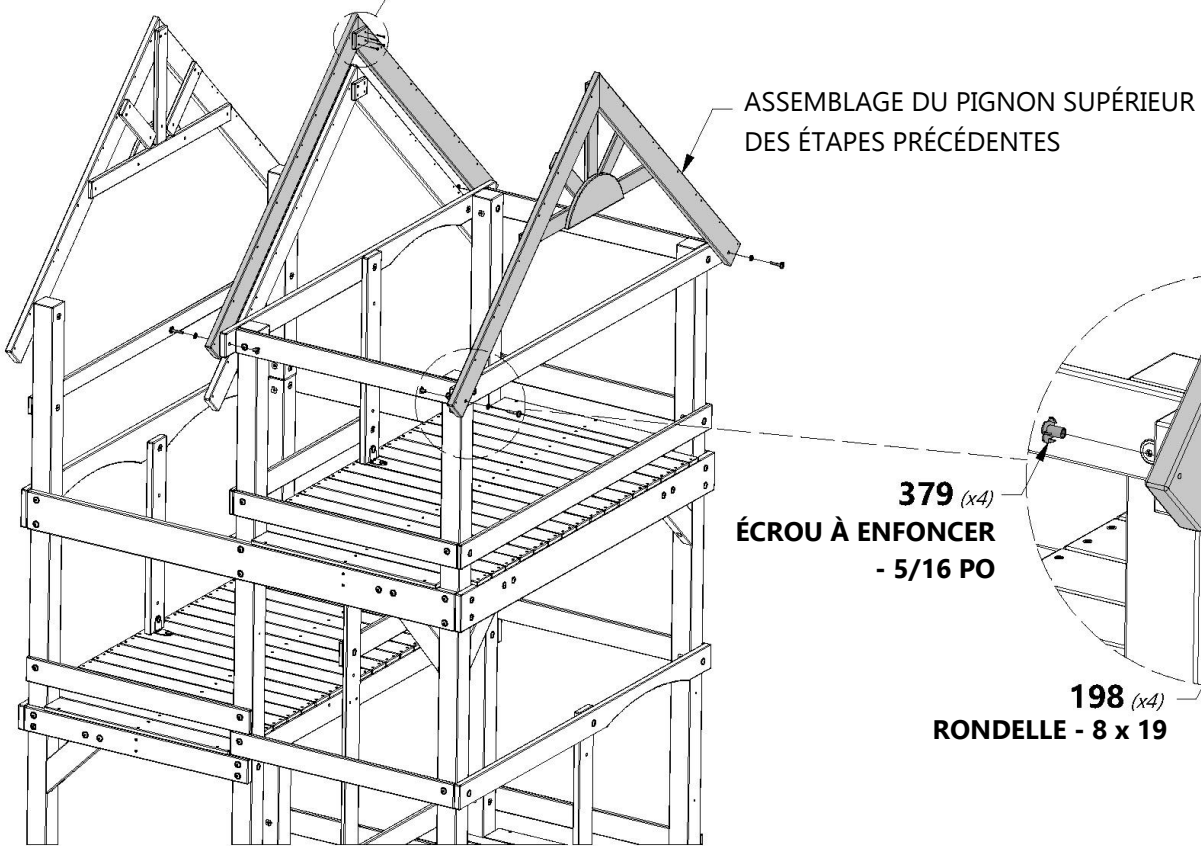 ASSEMBLAGE DU PIGNON SUPÉRIEUR
DES ÉTAPES PRÉCÉDENTES
379 (x4)
ÉCROU À ENFONCER
- 5/16 PO
198 (x4)
RONDELLE - 8 x 19